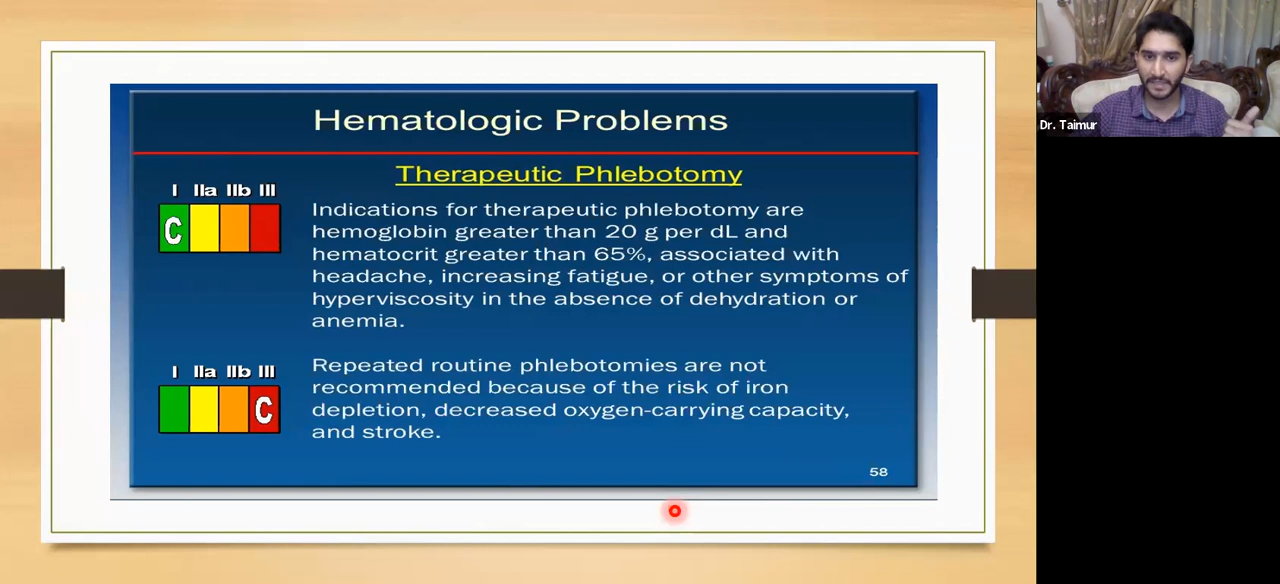 Hematologic Problems
Therapeutic Phlebotomy
I IIa IIb III
C
Indications for therapeutic phlebotomy are
hemoglobin greater than 20 g per dL and
hematocrit greater than 65%, associated with
headache, increasing fatigue, or other symptoms of
hyperviscosity in the absence of dehydration or
anemia.
I IIa IIb III
C
Repeated routine phlebotomies are not
recommended because of the risk of iron
depletion, decreased oxygen-carrying capacity,
and stroke.
58
Dr. Taimur